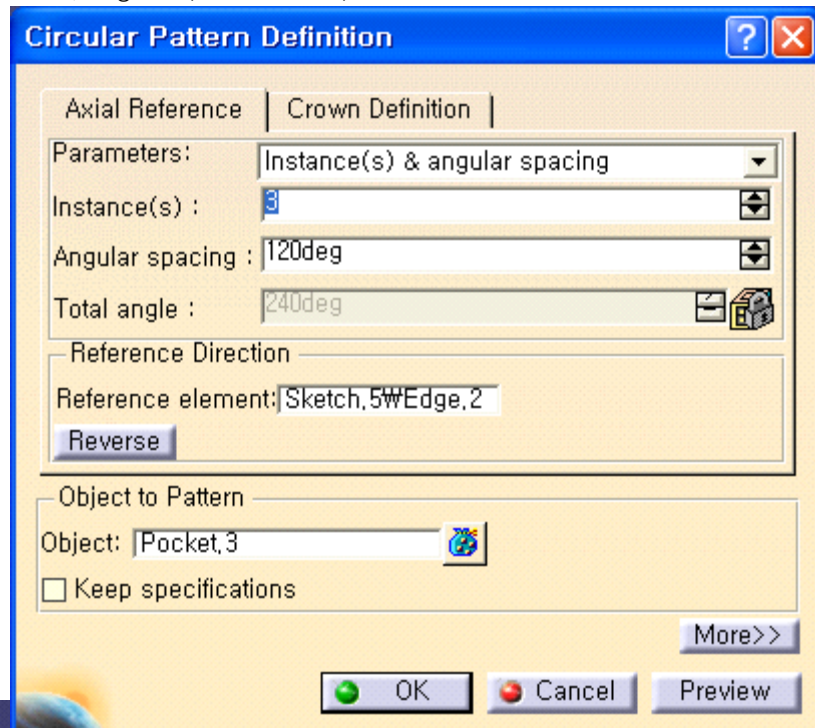 Circular Pattern Definition
Axial Reference
Crown Definition
Parameters:
Instance(s) & angular spacing
Instance(s) :
3
Angular spacing :
120deg
Total angle :
240deg
Reference Direction
Reference element:
Sketch,5₩Edge,2
Reverse
Object to Pattern
Object:
Pocket,3
Keep specifications
More>>
OK
Cancel
Preview